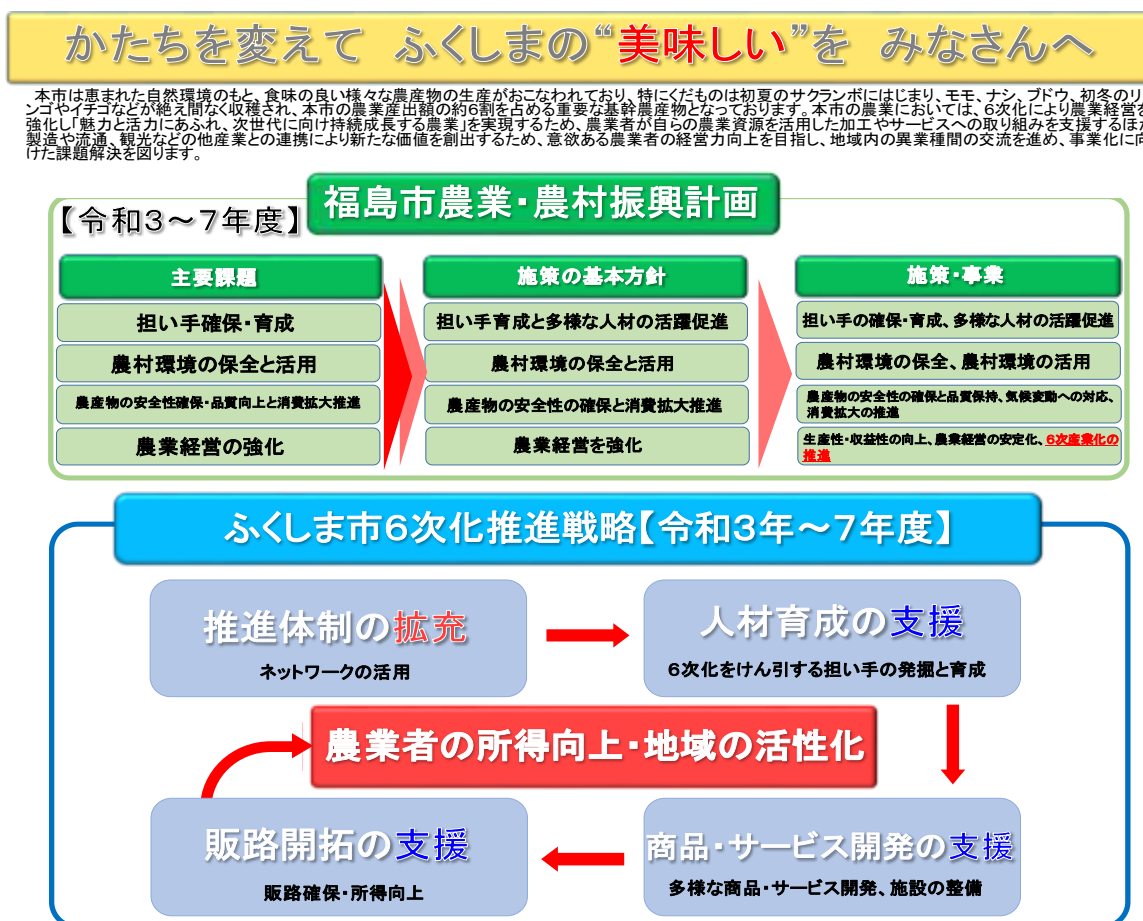 かたちを変えて ふくしまの“美味しい”を みなさんへ
本市は恵まれた自然環境のもと、食味の良い様々な農産物の生産がおこなわれており、特にくだものは初夏のサクランボにはじまり、モモ、ナシ、ブドウ、初冬のリ
ンゴやイチゴなどが絶え間なく収穫され、本市の農業産出額の約6割を占める重要な基幹農産物となっております。本市の農業においては、6次化により農業経営を
強化し「魅力と活力にあふれ、次世代に向け持続成長する農業」を実現するため、農業者が自らの農業資源を活用した加工やサービスへの取り組みを支援するほか
製造や流通、観光などの他産業との連携により新たな価値を創出するため、意欲ある農業者の経営力向上を目指し、地域内の異業種間の交流を進め、事業化に向
けた課題解決を図ります。
【令和3～7年度】
福島市農業・農村振興計画
主要課題
担い手確保・育成
農村環境の保全と活用
農産物の安全性確保・品質向上と消費拡大推進
農業経営の強化
施策の基本方針
担い手育成と多様な人材の活躍促進
農村環境の保全と活用
農産物の安全性の確保と消費拡大推進
農業経営を強化
施策・事業
担い手の確保・育成、多様な人材の活躍促進
農村環境の保全、農村環境の活用
農産物の安全性の確保と品質保持、気候変動への対応、
消費拡大の推進
生産性・収益性の向上、農業経営の安定化、6次産業化の
推進
ふくしま市6次化推進戦略【令和3年～7年度】
推進体制の拡充
ネットワークの活用
人材育成の支援
6次化をけん引する担い手の発掘と育成
農業者の所得向上・地域の活性化
販路開拓の支援
販路確保・所得向上
商品・サービス開発の支援
多様な商品・サービス開発、施設の整備